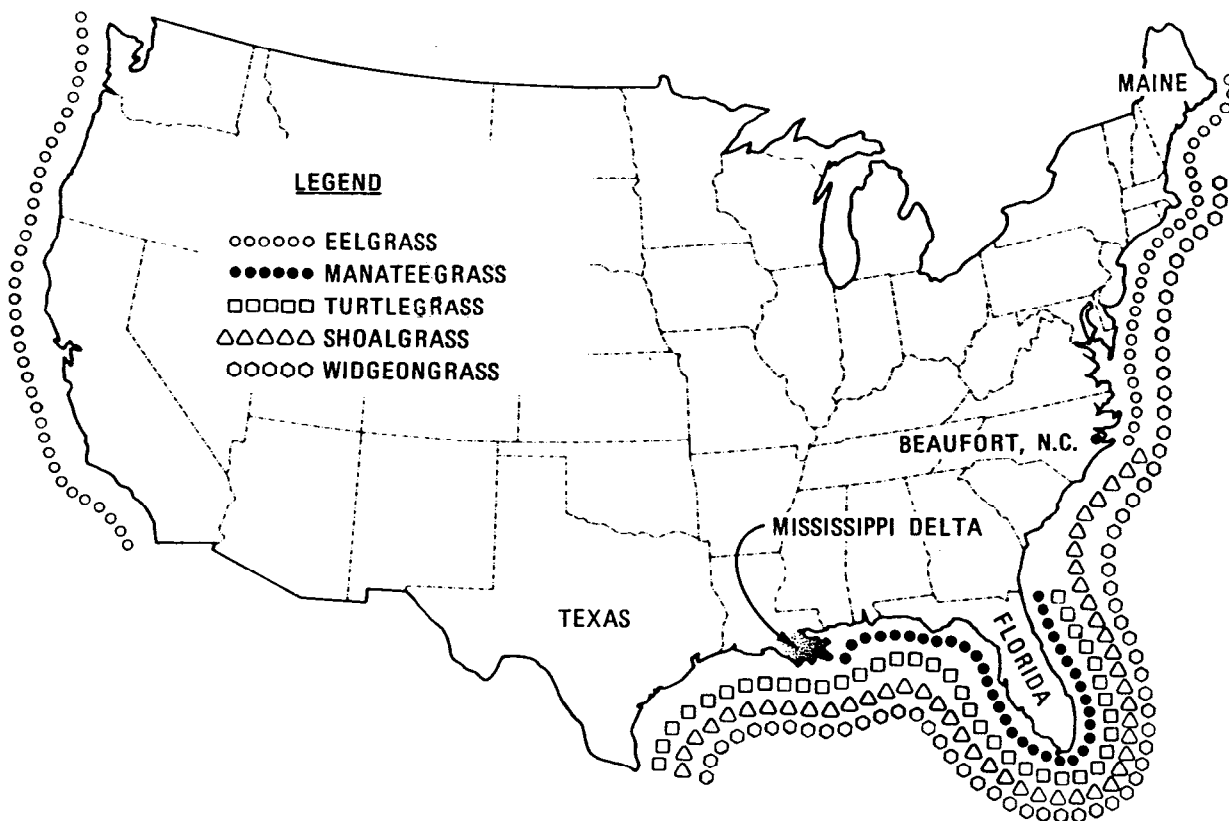 MAINE
LEGEND
EELGRASS
MANATEEGRASS
TURTLEGRASS
SHOALGRASS
WIDGEONGRASS
BEAUFORT, N.C.
MISSISSIPPI DELTA
TEXAS
FLORIDA